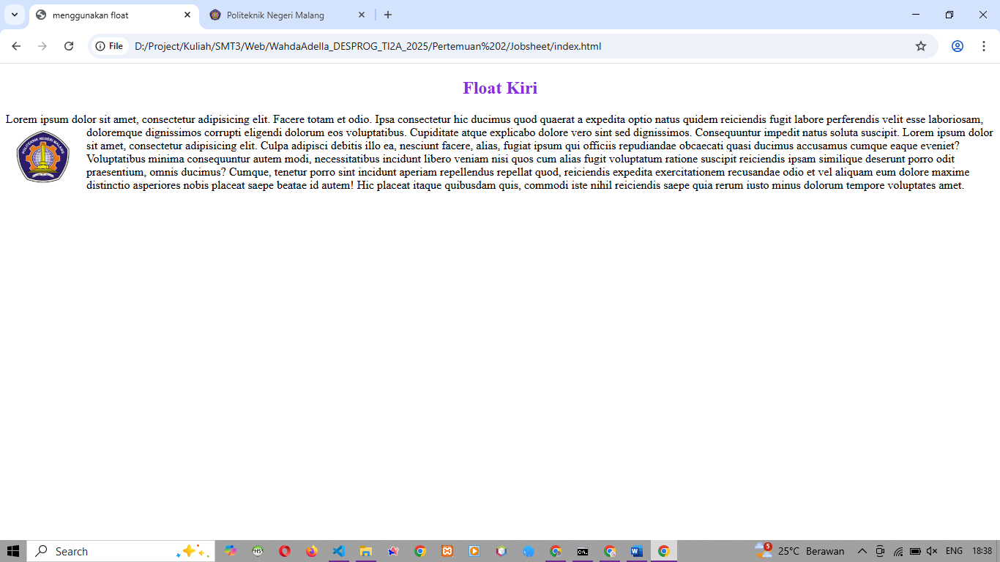 menggunakan float
Politeknik Negeri Malang
File
D:/Project/Kuliah/SMT3/Web/WahdaAdella_DESPROG_TI2A_2025/Pertemuan%202/Jobsheet/index.html
Float Kiri
Lorem ipsum dolor sit amet, consectetur adipisicing elit. Facere totam et odio. Ipsa consectetur hic ducimus quod quaerat a expedita optio natus quidem reiciendis fugit labore perferendis velit esse laboriosam,
doloremque dignissimos corrupti eligendi dolorum eos voluptatibus. Cupiditate atque explicabo dolore vero sint sed dignissimos. Consequuntur impedit natus soluta suscipit. Lorem ipsum dolor
sit amet, consectetur adipisicing elit. Culpa adipisci debitis illo ea, nesciunt facere, alias, fugiat ipsum qui officiis repudiandae obcaecati quasi ducimus accusamus cumque eaque eveniet?
Voluptatibus minima consequuntur autem modi, necessitatibus incidunt libero veniam nisi quos cum alias fugit voluptatum ratione suscipit reiciendis ipsam similique deserunt porro odit
praesentium, omnis ducimus? Cumque, tenetur porro sint incidunt aperiam repellendus repellat quod, reiciendis expedita exercitationem recusandae odio et vel aliquam eum dolore maxime
distinctio asperiores nobis placeat saepe beatae id autem! Hic placeat itaque quibusdam quis, commodi iste nihil reiciendis saepe quia rerum iusto minus dolorum tempore voluptates amet.
POLITEKNIK NEGERI MALANG
Search
HS
5
25°C Berawan
ENG
18:38